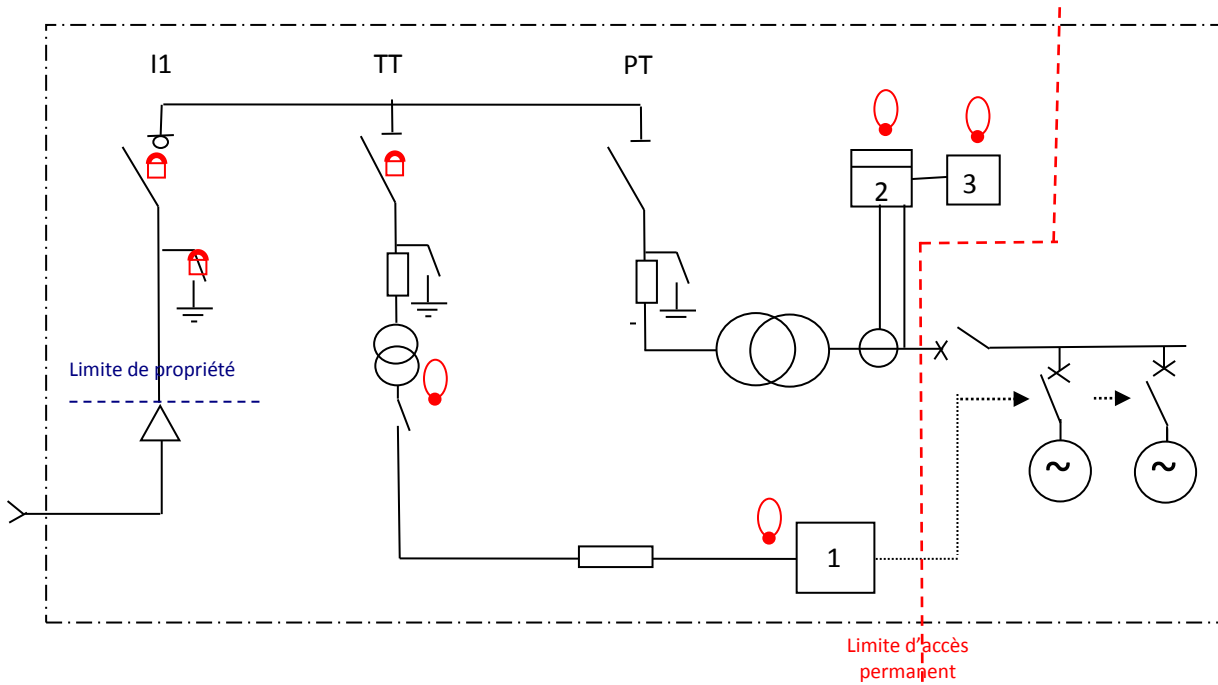 I1
TT
PT
2
3
Limite de propriété
~
~
1
Limite d'accès
permanent